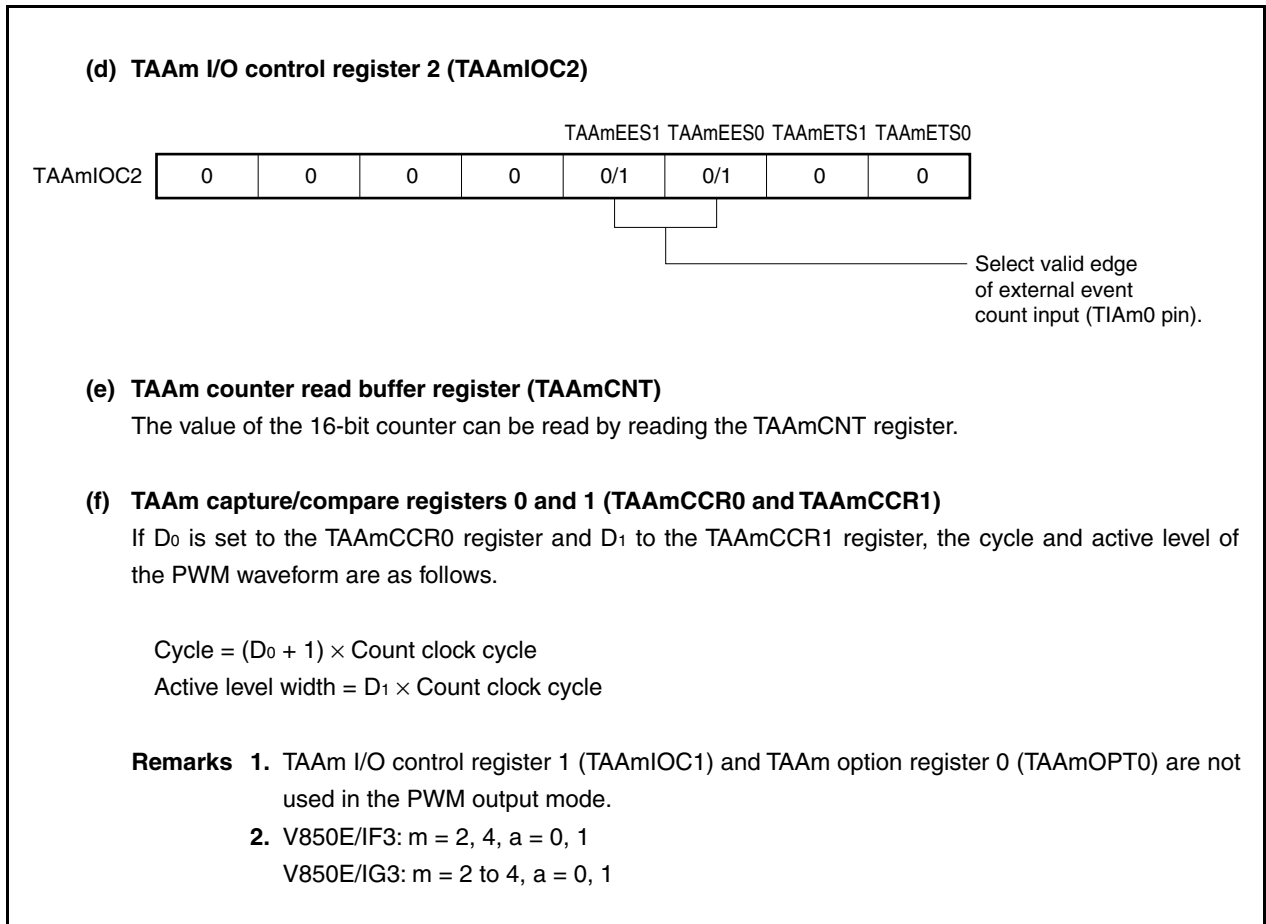 (d) TAAm I/O control register 2 (TAAmIOC2)
TAAmEES1 TAAmEES0 TAAmETS1 TAAmETS0
TAAmIOC2 0 0 0 0 0/1 0/1 0 0
Select valid edge
of external event
count input (TIAm0 pin).
(e) TAAm counter read buffer register (TAAmCNT)
The value of the 16-bit counter can be read by reading the TAAmCNT register.
(f) TAAm capture/compare registers 0 and 1 (TAAmCCR0 and TAAmCCR1)
If D0 is set to the TAAmCCR0 register and D1 to the TAAmCCR1 register, the cycle and active level of
the PWM waveform are as follows.
Cycle = (D0 + 1) × Count clock cycle
Active level width = D1 × Count clock cycle
Remarks 1. TAAm I/O control register 1 (TAAmIOC1) and TAAm option register 0 (TAAmOPT0) are not
used in the PWM output mode.
2. V850E/IF3: m = 2, 4, a = 0, 1
V850E/IG3: m = 2 to 4, a = 0, 1